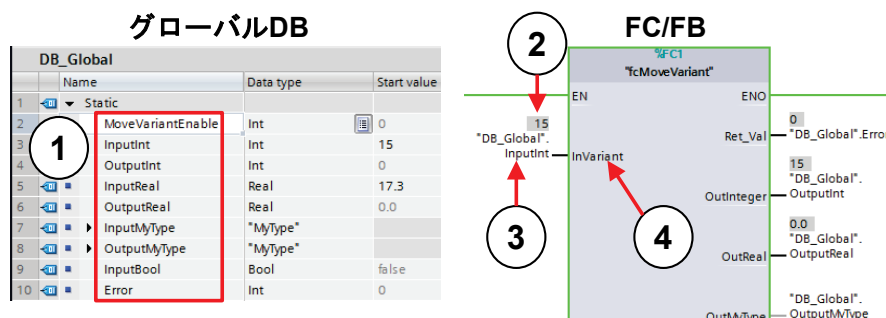 グローバルDB
DB_Global
Name Data type Start value
1 Static
2 MoveVariantEnable Int 0
3 InputInt Int 15
4 OutputInt Int 0
5 InputReal Real 17.3
6 OutputReal Real 0.0
7 InputMyType "MyType"
8 OutputMyType "MyType"
9 InputBool Bool false
10 Error Int 0
1
FC/FB
2
%FC1
"fcMoveVariant"
EN ENO
15
"DB_Global".
InputInt
InVariant
3
4
0
Ret_Val "DB_Global".Error
15
"DB_Global".
OutInteger OutputInt
0.0
"DB_Global".
OutReal OutputReal
"DB_Global".
OutMyType OutputMyType